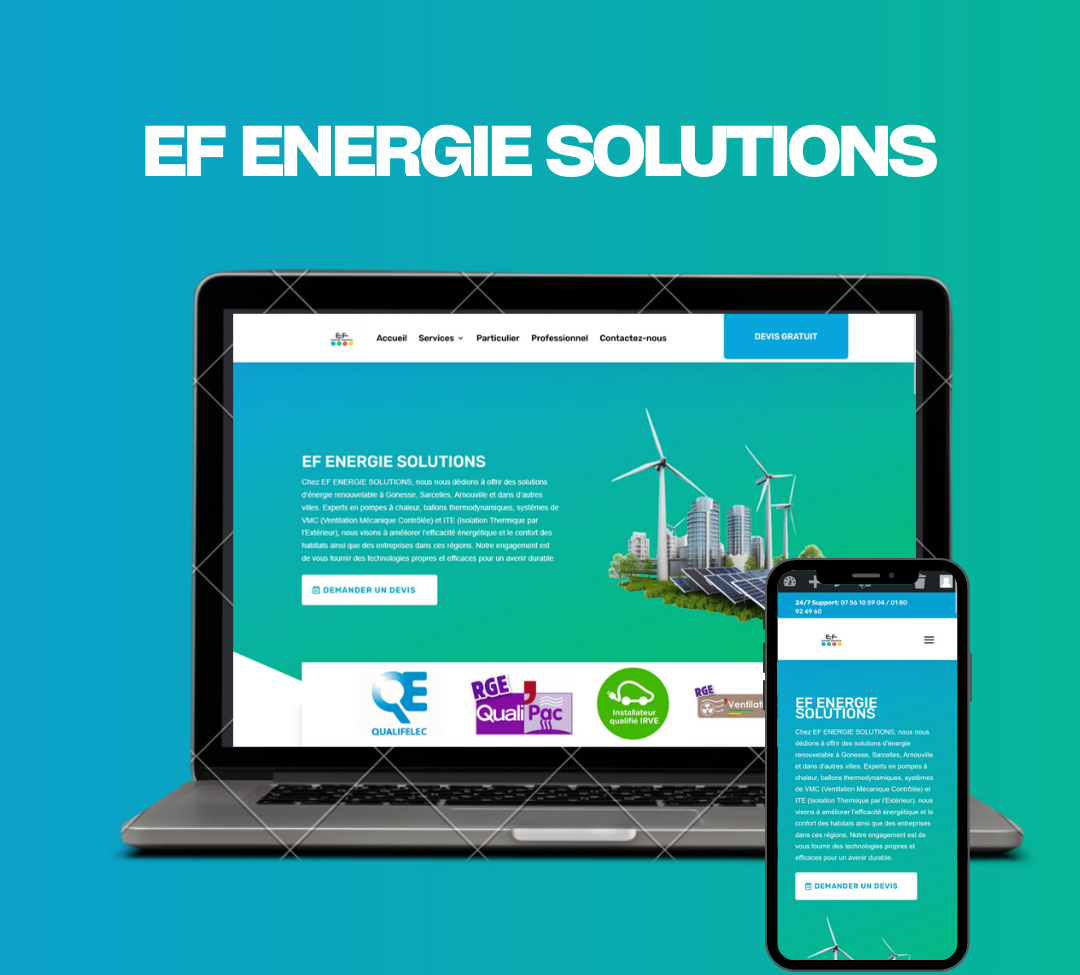 EF ENERGIE SOLUTIONS
EF
Accueil Services Particulier Professionnel Contactez-nous
DEVIS GRATUIT
EF ENERGIE SOLUTIONS
Chez EF ENERGIE SOLUTIONS, nous nous dédions à offrir des solutions
d'énergie renouvelable à Gonesse, Sarcelles, Arnouville et dans d'autres
villes. Experts en pompes à chaleur, ballons thermodynamiques, systèmes de
VMC (Ventilation Mécanique Contrôlée) et ITE (Isolation Thermique par
l'Extérieur), nous visons à améliorer l'efficacité énergétique et le confort des
habitats ainsi que des entreprises dans ces régions. Notre engagement est
de vous fournir des technologies propres et efficaces pour un avenir durable.
DEMANDER UN DEVIS
QE
QUALIFELEC
RGE
QualiPac
Installateur
qualifié IRVE
RGE
Ventilat
24/7 Support: 07 56 10 59 04 / 01 80
92 49 60
EF
EF ENERGIE
SOLUTIONS
Chez EF ENERGIE SOLUTIONS, nous nous
dédions à offrir des solutions d'énergie
renouvelable à Gonesse, Sarcelles, Arnouville
et dans d'autres villes. Experts en pompes à
chaleur, ballons thermodynamiques, systèmes
de VMC (Ventilation Mécanique Contrôlée) et
ITE (Isolation Thermique par l'Extérieur), nous
visons à améliorer l'efficacité énergétique et le
confort des habitats ainsi que des entreprises
dans ces régions. Notre engagement est de
vous fournir des technologies propres et
efficaces pour un avenir durable.
DEMANDER UN DEVIS